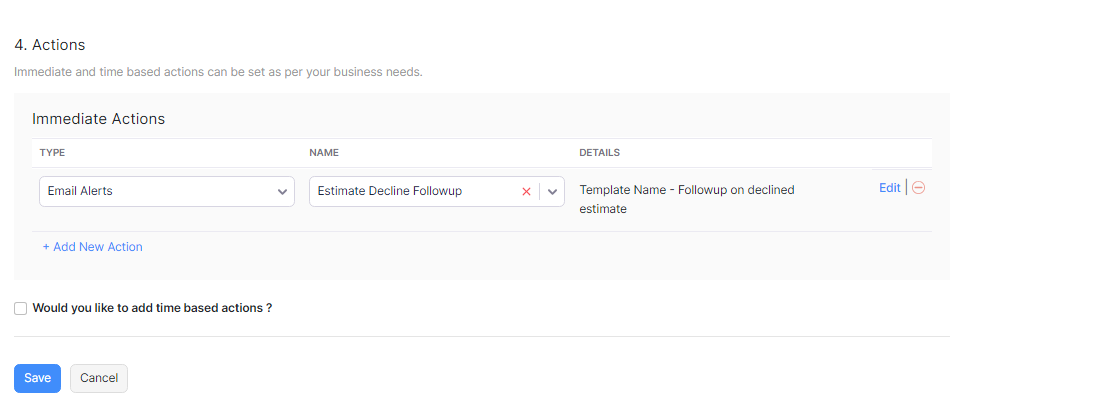 4. Actions
Immediate and time based actions can be set as per your business needs.
Immediate Actions
TYPE NAME DETAILS
Email Alerts Estimate Decline Followup Template Name - Followup on declined Edit
estimate
+ Add New Action
Would you like to add time based actions ?
Save Cancel